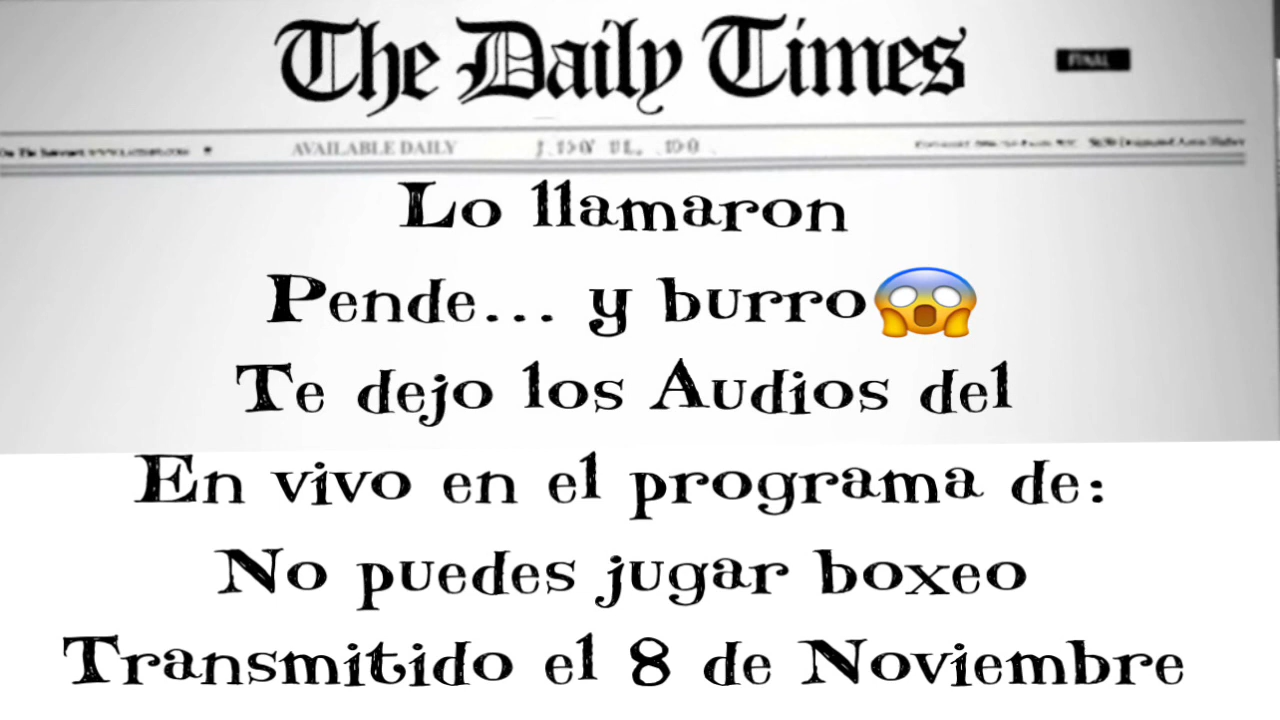 The Daily Times
FINAL
AVAILABLE DAILY
Lo llamaron
Pende... y burro😱
Te dejo los Audios del
En vivo en el programa de:
No puedes jugar boxeo
Transmitido el 8 de Noviembre